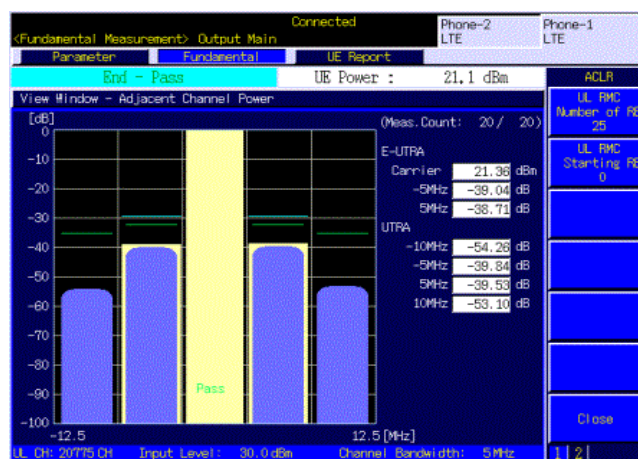 Connected
<Fundamental Measurement> Output Main
Phone-2
LTE
Phone-1
LTE
Parameter
Fundamental
UE Report
End - Pass
UE Power : 21.1 dBm
ACLR
View Window - Adjacent Channel Power
UL RMC
Number of RB
25
UL RMC
Starting RB
0
[dB]
(Meas.Count: 20 / 20)
0
-10
-20
-30
-40
-50
-60
-70
-80
-90
-100
E-UTRA
Carrier 21.36 dBm
-5MHz -39.04 dB
5MHz -38.71 dB
UTRA
-10MHz -54.26 dB
-5MHz -39.84 dB
5MHz -39.53 dB
10MHz -53.10 dB
Pass
-12.5
12.5 [MHz]
Close
UL CH: 20775 CH Input Level: 30.0 dBm Channel Bandwidth: 5 MHz
1 2